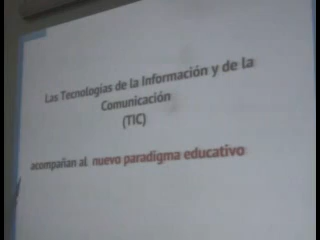 Las Tecnologías de la Información y de la
Comunicación
(TIC)
acompañan al nuevo paradigma educativo